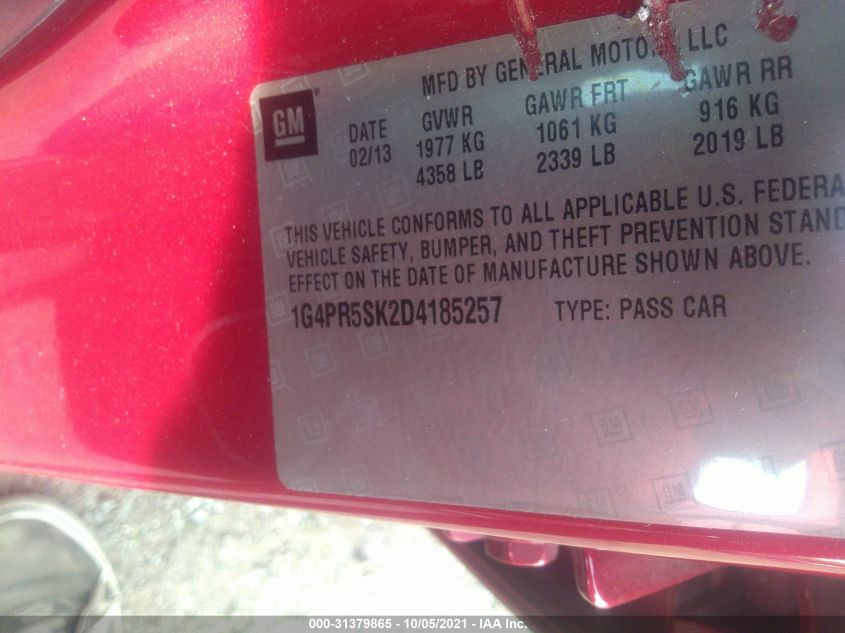 MFD BY GENERAL MOTORS LLC
GM
DATE GVWR GAWR FRT GAWR RR
02/13 1977 KG 1061 KG 916 KG
4358 LB 2339 LB 2019 LB
THIS VEHICLE CONFORMS TO ALL APPLICABLE U.S. FEDERA
VEHICLE SAFETY, BUMPER, AND THEFT PREVENTION STAND
EFFECT ON THE DATE OF MANUFACTURE SHOWN ABOVE.
1G4PR5SK2D4185257 TYPE: PASS CAR
000-31379865 - 10/05/2021 - IAA Inc.